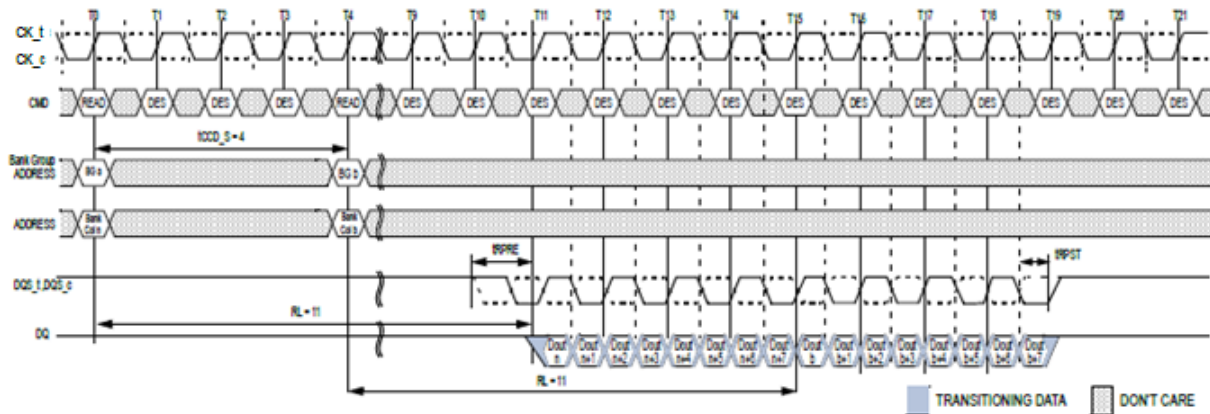 T0 T1 T2 T3 T4 T9 T10 T11 T12 T13 T14 T15 T16 T17 T18 T19 T20 T21
CK_t
CK_c
CMD READ DES DES DES READ DES DES DES DES DES DES DES DES DES DES DES DES DES
tCCD_S = 4
Bank Group
ADDRESS BG a BG b
ADDRESS Bank Col n Bank Col b
tRPRE tRPST
DQS_t,DQS_c
RL = 11
DQ Dout n Dout n+1 Dout n+2 Dout n+3 Dout n+4 Dout n+5 Dout n+6 Dout n+7 Dout b Dout b+1 Dout b+2 Dout b+3 Dout b+4 Dout b+5 Dout b+6 Dout b+7
RL = 11
TRANSITIONING DATA DON'T CARE